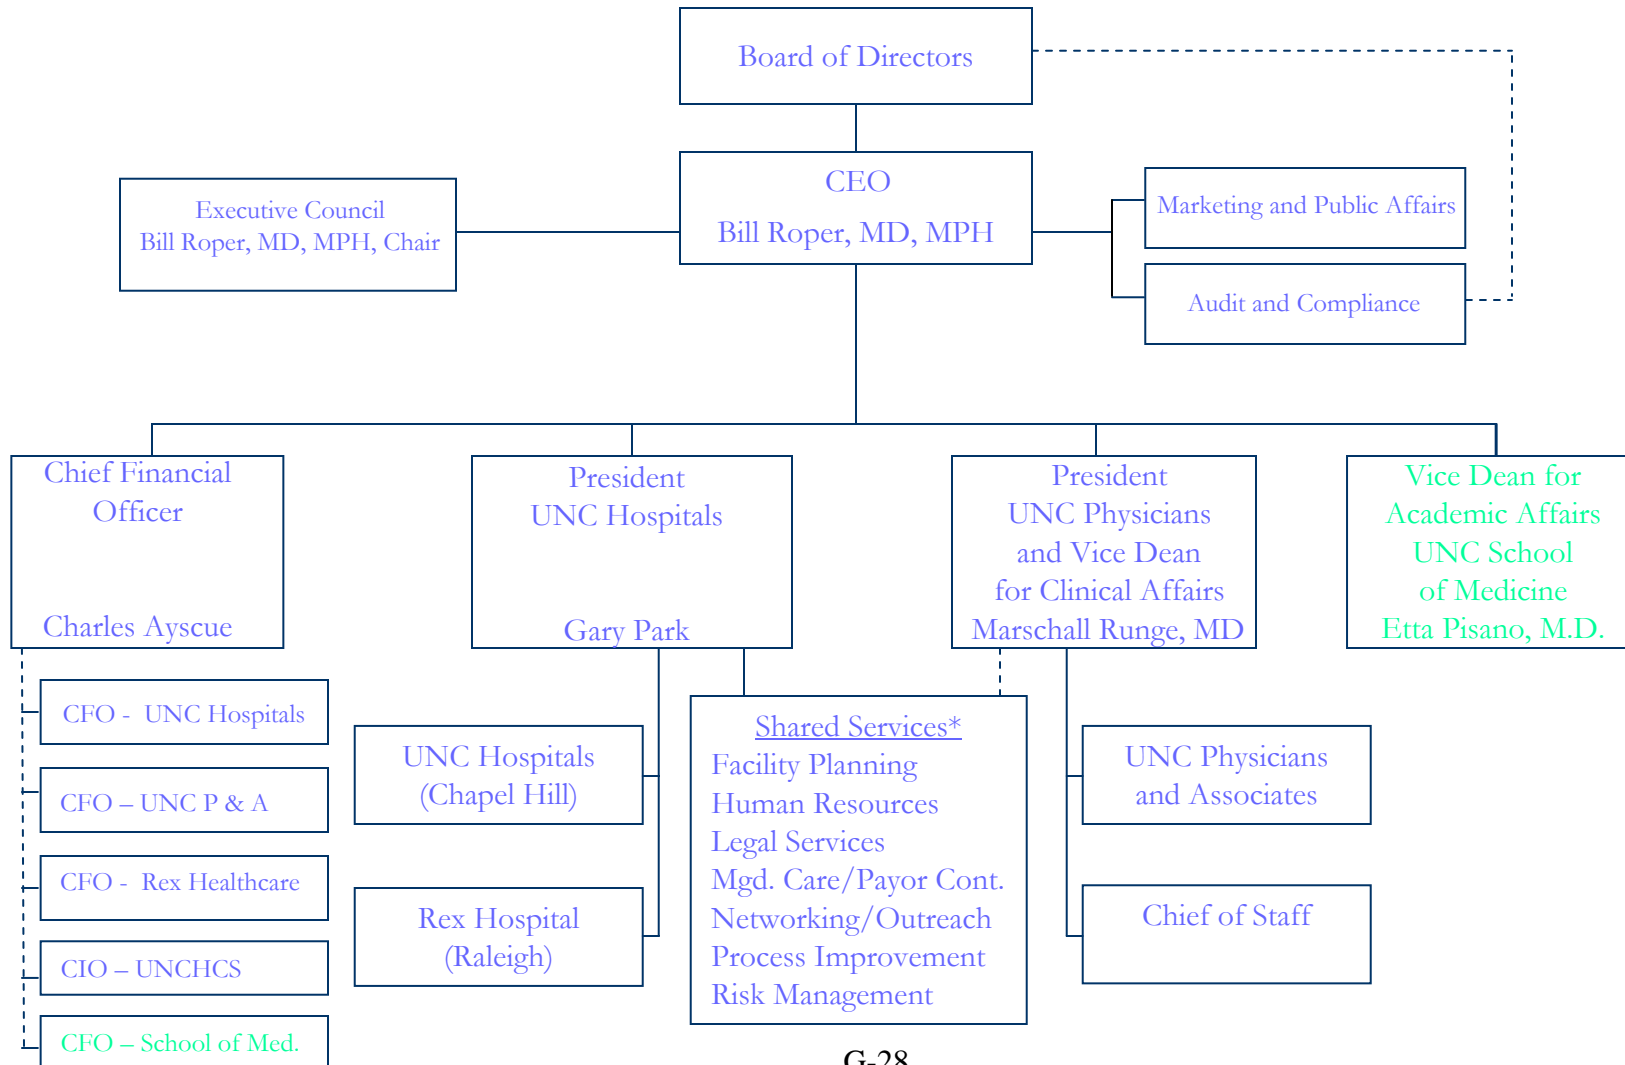 Board of Directors
CEO
Bill Roper, MD, MPH
Executive Council
Bill Roper, MD, MPH, Chair
Marketing and Public Affairs
Audit and Compliance
Chief Financial
Officer
Charles Ayscue
President
UNC Hospitals
Gary Park
President
UNC Physicians
and Vice Dean
for Clinical Affairs
Marschall Runge, MD
Vice Dean for
Academic Affairs
UNC School
of Medicine
Etta Pisano, M.D.
CFO - UNC Hospitals
CFO – UNC P & A
CFO - Rex Healthcare
CIO – UNCHCS
CFO – School of Med.
UNC Hospitals
(Chapel Hill)
Rex Hospital
(Raleigh)
Shared Services*
Facility Planning
Human Resources
Legal Services
Mgd. Care/Payor Cont.
Networking/Outreach
Process Improvement
Risk Management
UNC Physicians
and Associates
Chief of Staff
G-28